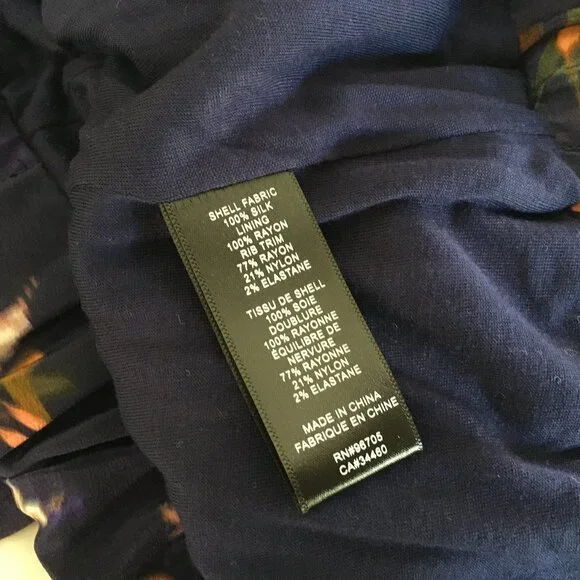 SHELL FABRIC
100% SILK
LINING
100% RAYON
RIB TRIM
77% RAYON
21% NYLON
2% ELASTANE
TISSU DE SHELL
100% SOIE
DOUBLURE
100% RAYONNE
ÉQUILIBRE DE
NERVURE
77% RAYONNE
21% NYLON
2% ELASTANE
MADE IN CHINA
FABRIQUE EN CHINE
RN#96705
CA#34460